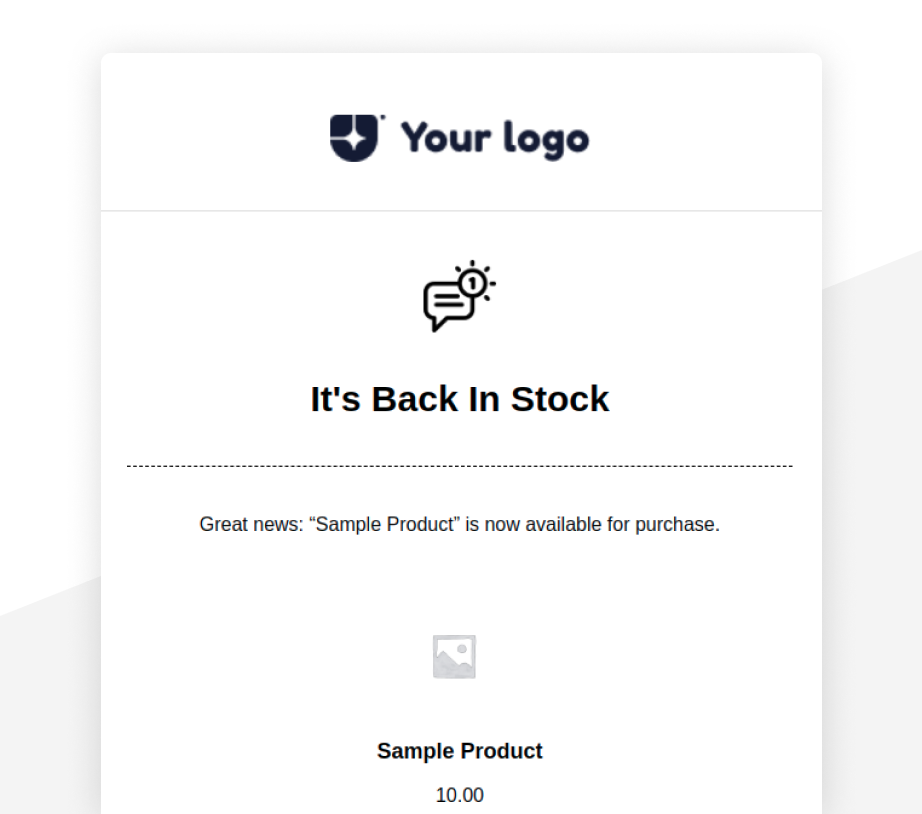 Your logo
1
It's Back In Stock
Great news: “Sample Product” is now available for purchase.
Sample Product
10.00